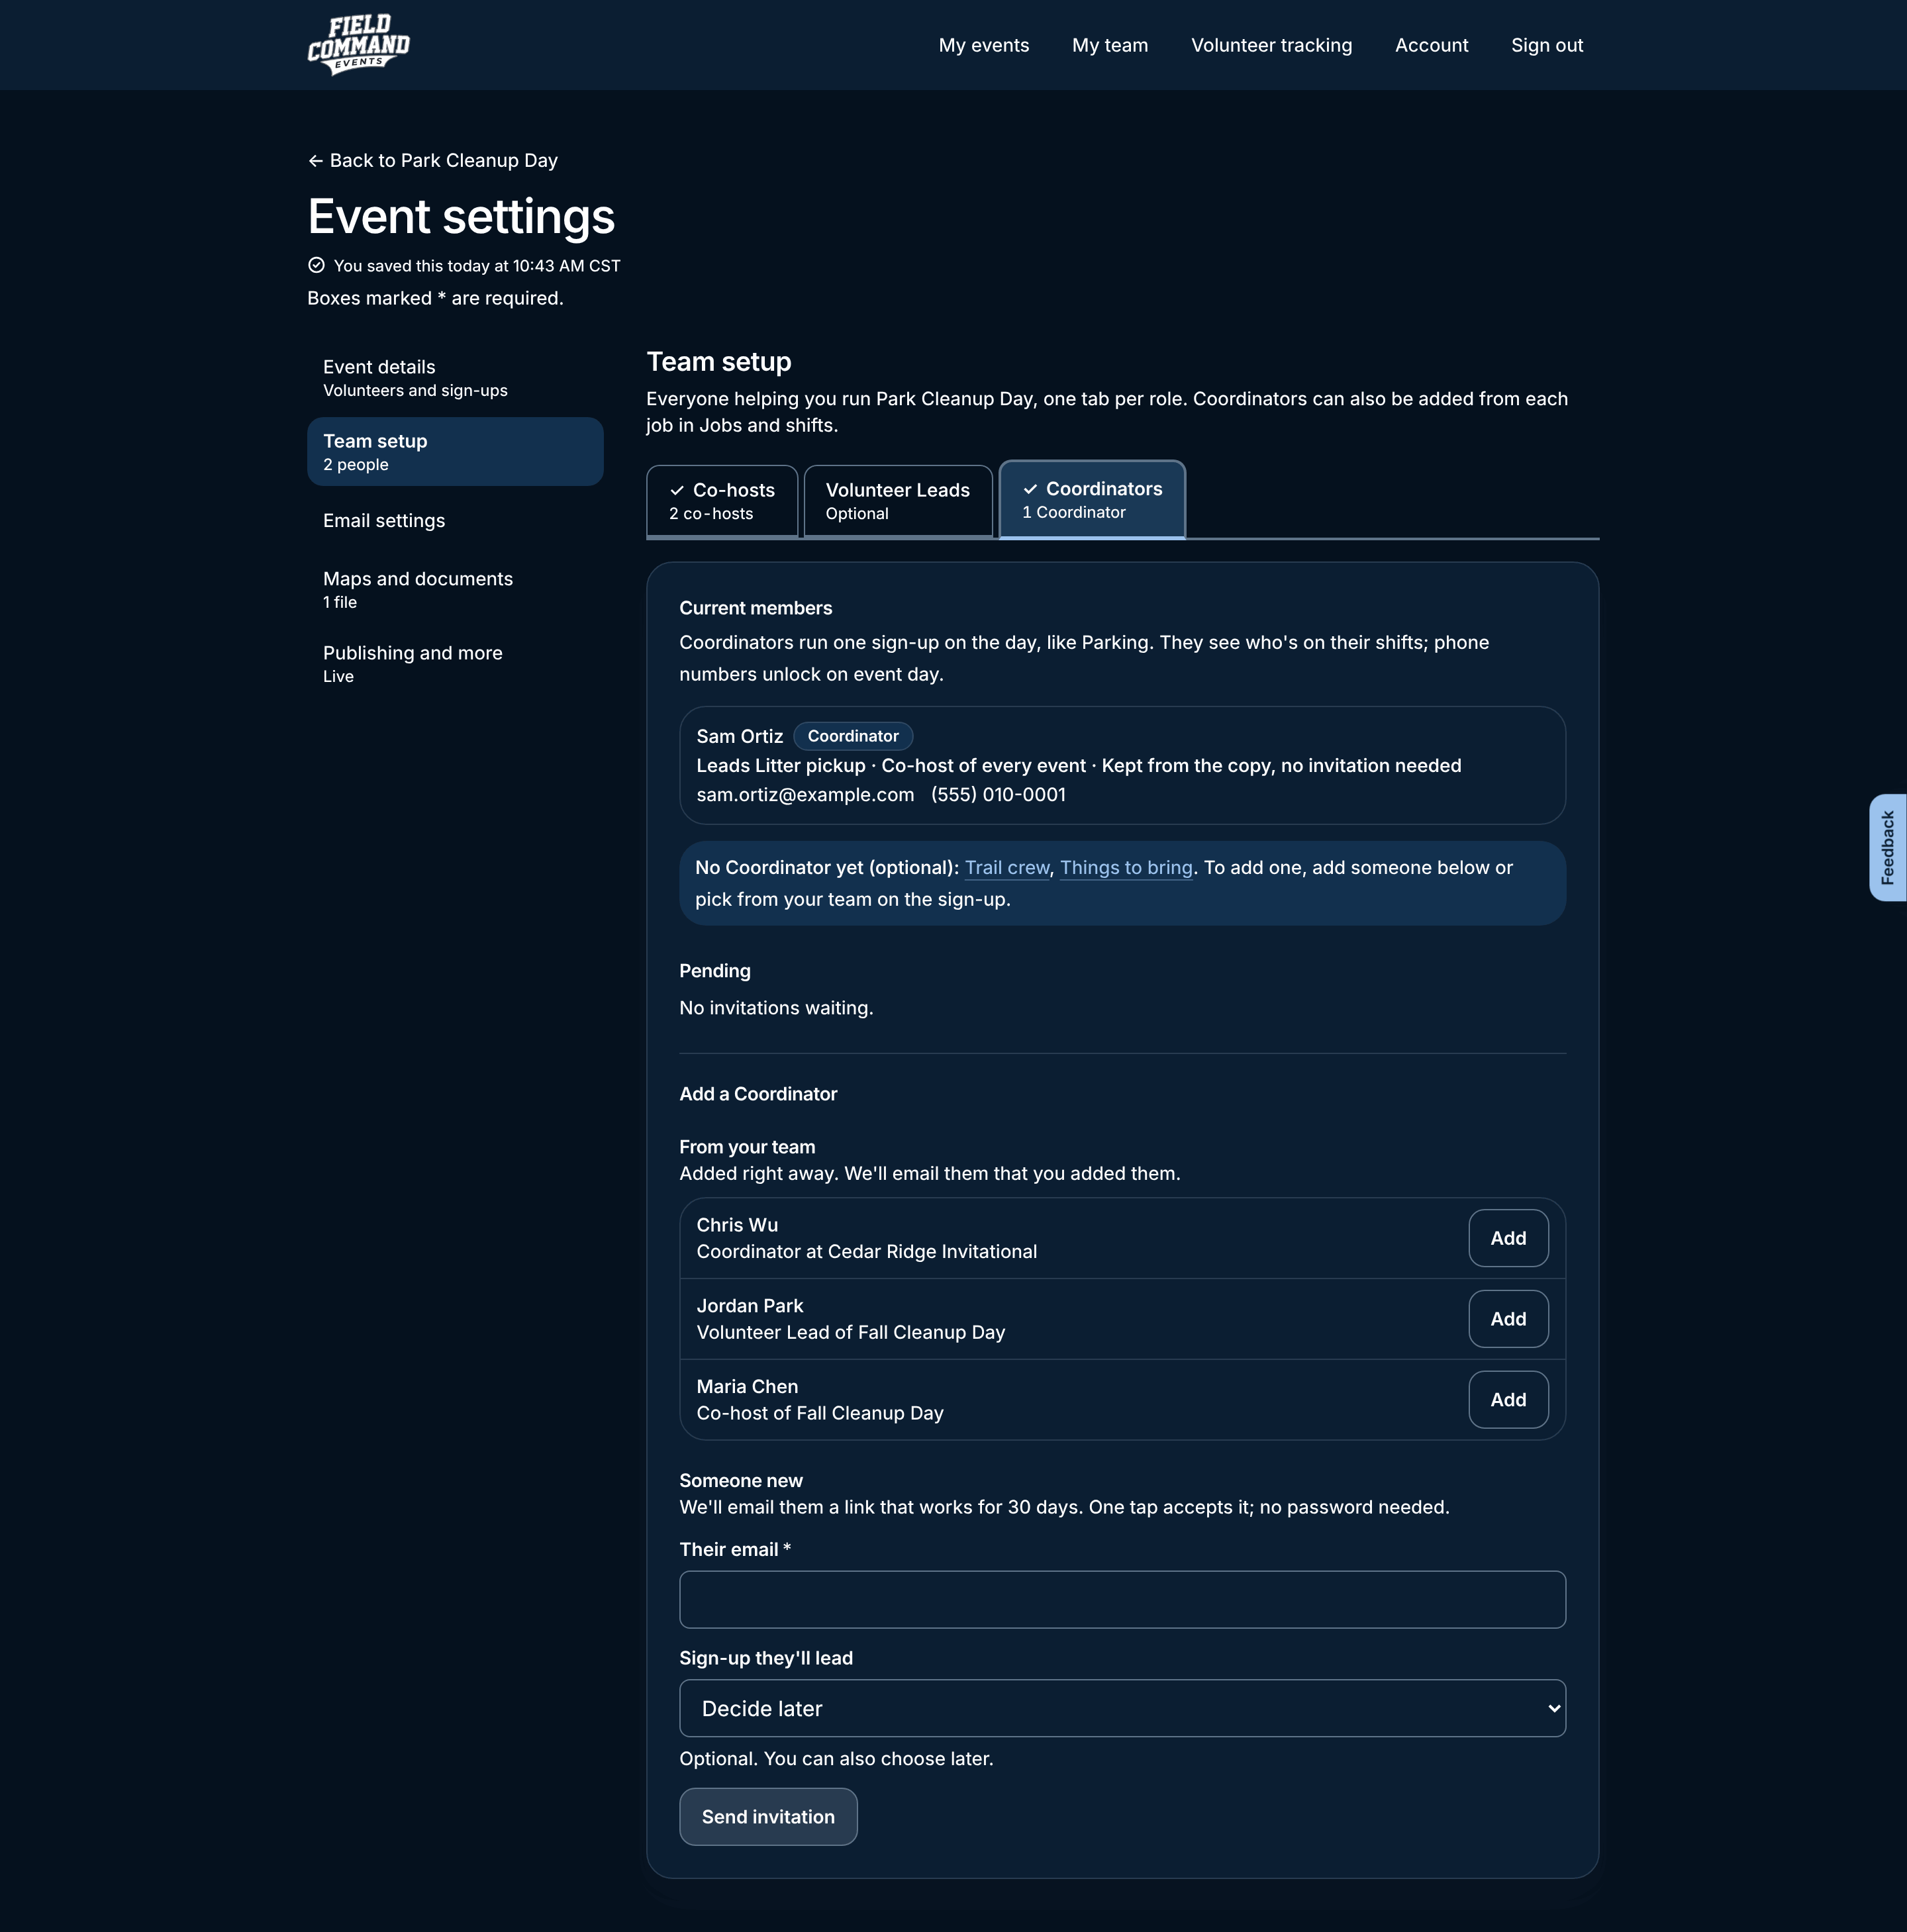 FIELD
COMMAND
EVENTS
My events
My team
Volunteer tracking
Account
Sign out
← Back to Park Cleanup Day
Event settings
You saved this today at 10:43 AM CST
Boxes marked * are required.
Event details
Volunteers and sign-ups
Team setup
2 people
Email settings
Maps and documents
1 file
Publishing and more
Live
Team setup
Everyone helping you run Park Cleanup Day, one tab per role. Coordinators can also be added from each
job in Jobs and shifts.
✓ Co-hosts
2 co-hosts
Volunteer Leads
Optional
✓ Coordinators
1 Coordinator
Current members
Coordinators run one sign-up on the day, like Parking. They see who's on their shifts; phone
numbers unlock on event day.
Sam Ortiz Coordinator
Leads Litter pickup · Co-host of every event · Kept from the copy, no invitation needed
sam.ortiz@example.com (555) 010-0001
No Coordinator yet (optional): Trail crew, Things to bring. To add one, add someone below or
pick from your team on the sign-up.
Pending
No invitations waiting.
Add a Coordinator
From your team
Added right away. We'll email them that you added them.
Chris Wu
Coordinator at Cedar Ridge Invitational
Add
Jordan Park
Volunteer Lead of Fall Cleanup Day
Add
Maria Chen
Co-host of Fall Cleanup Day
Add
Someone new
We'll email them a link that works for 30 days. One tap accepts it; no password needed.
Their email *
Sign-up they'll lead
Decide later
Optional. You can also choose later.
Send invitation
Feedback